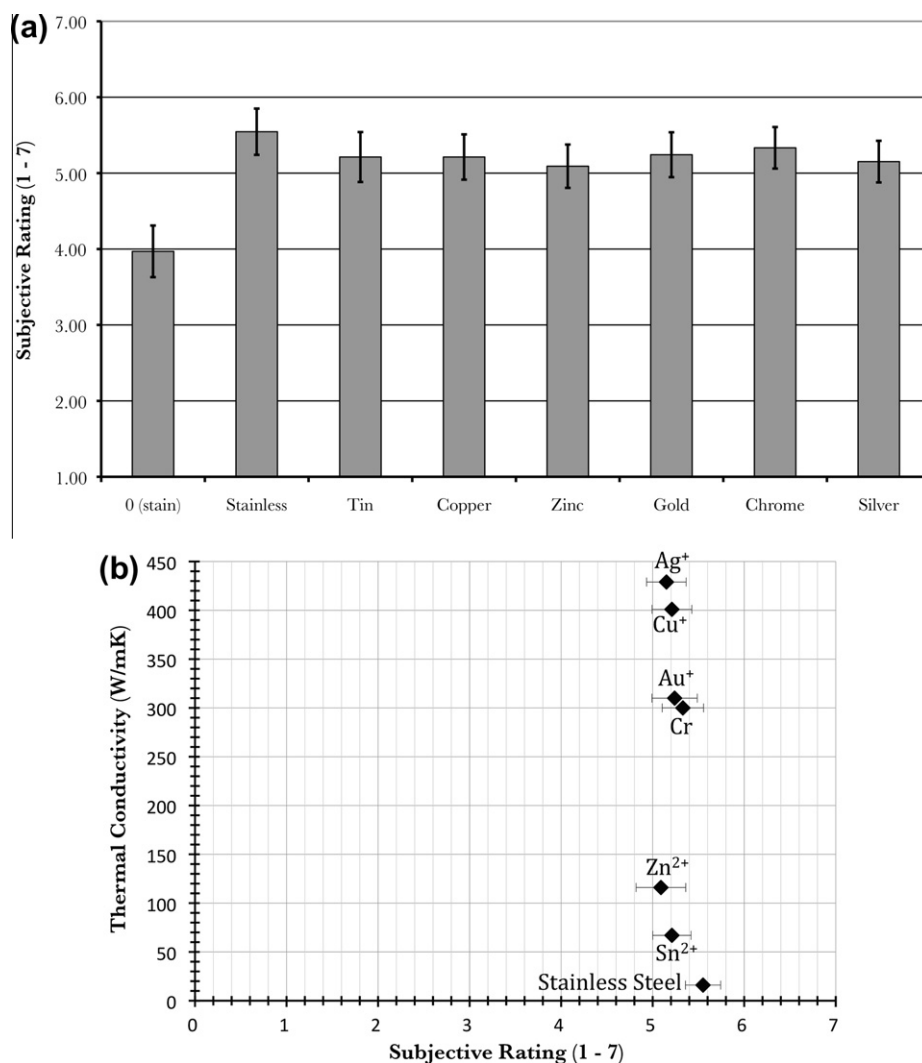 (a)
7.00
6.00
5.00
4.00
3.00
2.00
1.00
Subjective Rating (1 - 7)
0 (stain) Stainless Tin Copper Zinc Gold Chrome Silver
(b)
450
400
350
300
250
200
150
100
50
0
Thermal Conductivity (W/mK)
Ag⁺
Cu⁺
Au⁺
Cr
Zn²⁺
Sn²⁺
Stainless Steel
0 1 2 3 4 5 6 7
Subjective Rating (1 - 7)